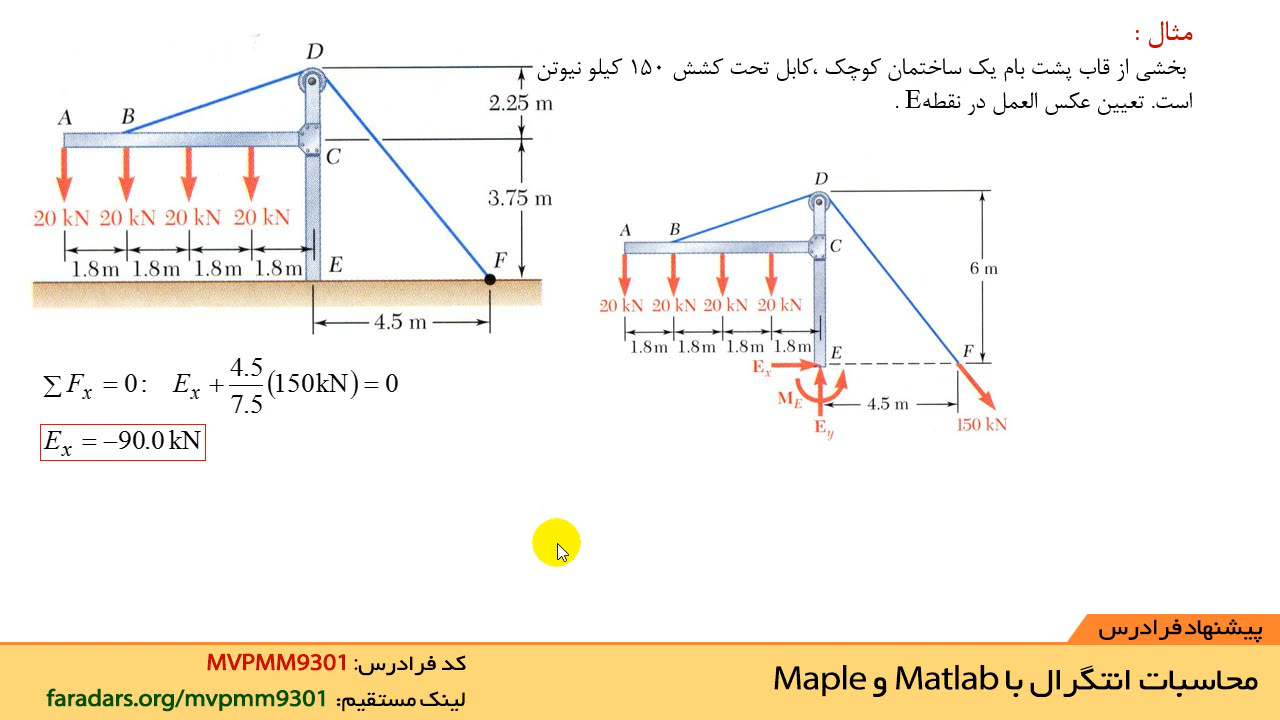 مثال :
بخشی از قاب پشت بام یک ساختمان کوچک ،کابل تحت کشش ۱۵۰ کیلو نیوتن
است. تعیین عکس العمل در نقطهE .
D
2.25 m
A B
C
3.75 m
20 kN 20 kN 20 kN 20 kN
1.8m 1.8m 1.8m 1.8m
E F
4.5 m
D
A B
C
6 m
20 kN 20 kN 20 kN 20 kN
1.8m 1.8m 1.8m 1.8m
E F
Ex
ME
4.5 m
150 kN
Ey
∑ Fx = 0 : Ex + 4.5/7.5 (150kN) = 0
Ex = −90.0 kN
پیشنهاد فرادرس
محاسبات انتگرال با Matlab و Maple
کد فرادرس: MVPMM9301
لینک مستقیم: faradars.org/mvpmm9301